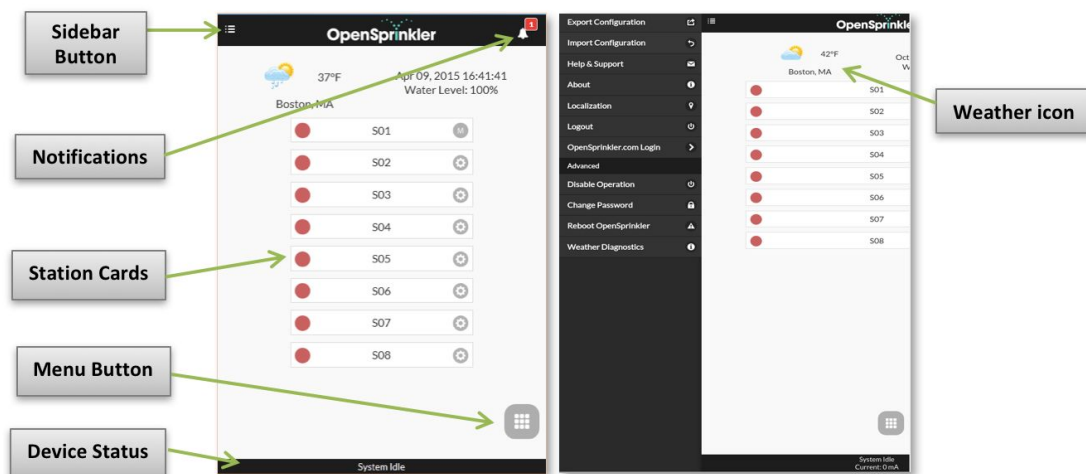 Sidebar
Button
Notifications
Station Cards
Menu Button
Device Status
OpenSprinkler
1
37°F
Apr 09, 2015 16:41:41
Water Level: 100%
Boston, MA
S01
M
S02
S03
S04
S05
S06
S07
S08
System Idle
Export Configuration
Import Configuration
Help & Support
About
Localization
Logout
OpenSprinkler.com Login
Advanced
Disable Operation
Change Password
Reboot OpenSprinkler
Weather Diagnostics
OpenSprinkle
42°F
Oct
W
Boston, MA
S01
S02
S03
S04
S05
S06
S07
S08
System Idle
Current: 0 mA
Weather icon